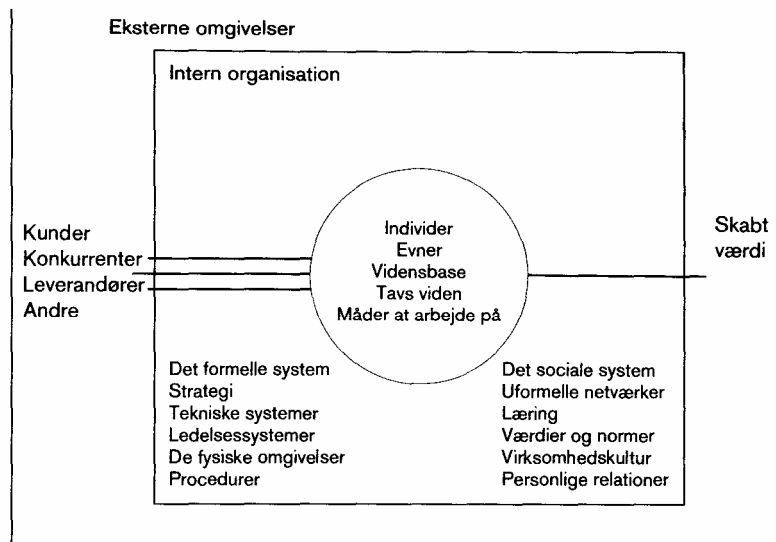 Eksterne omgivelser
Intern organisation
Kunder
Konkurrenter
Leverandører
Andre
Individer
Evner
Vidensbase
Tavs viden
Måder at arbejde på
Skabt
værdi
Det formelle system
Strategi
Tekniske systemer
Ledelsessystemer
De fysiske omgivelser
Procedurer
Det sociale system
Uformelle netværker
Læring
Værdier og normer
Virksomhedskultur
Personlige relationer